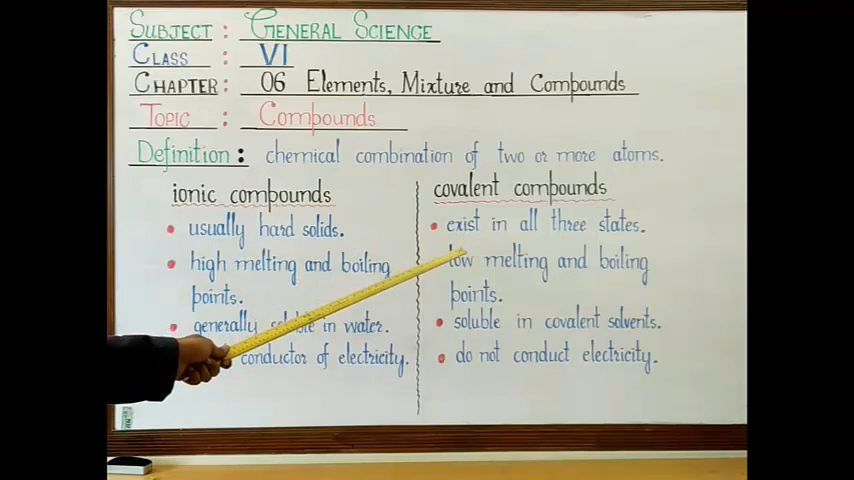 SUBJECT : GENERAL SCIENCE
CLASS : VI
CHAPTER : 06 Elements, Mixture and Compounds
TOPIC : Compounds
Definition : chemical combination of two or more atoms.
ionic compounds
• usually hard solids.
• high melting and boiling
points.
• generally soluble in water.
conductor of electricity.
covalent compounds
• exist in all three states.
low melting and boiling
points.
• soluble in covalent solvents.
• do not conduct electricity.